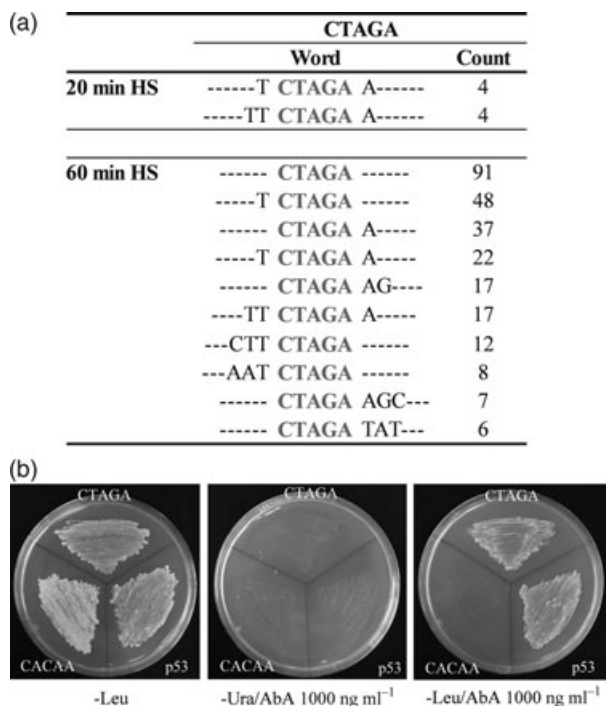 (a)
CTAGA
Word Count
20 min HS ------T CTAGA A------ 4
-----TT CTAGA A------ 4
60 min HS ------ CTAGA ------ 91
-----T CTAGA ------ 48
------ CTAGA A----- 37
-----T CTAGA A----- 22
------ CTAGA AG---- 17
----TT CTAGA A----- 17
---CTT CTAGA ------ 12
---AAT CTAGA ------ 8
------ CTAGA AGC--- 7
------ CTAGA TAT--- 6
(b)
CTAGA CTAGA CTAGA
CACAA p53 CACAA p53 CACAA p53
-Leu -Ura/AbA 1000 ng ml⁻¹ -Leu/AbA 1000 ng ml⁻¹